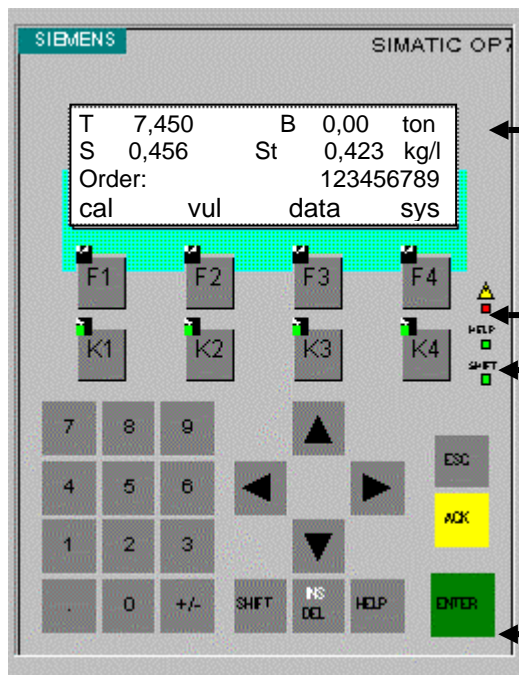 SIEMENS SIMATIC OP7
T 7,450 B 0,00 ton
S 0,456 St 0,423 kg/l
Order: 123456789
cal vul data sys
F1 F2 F3 F4
HELP
K1 K2 K3 K4
SHIFT
7 8 9
ESC
4 5 6
ACK
1 2 3
. 0 +/- SHIFT INS DEL HELP ENTER